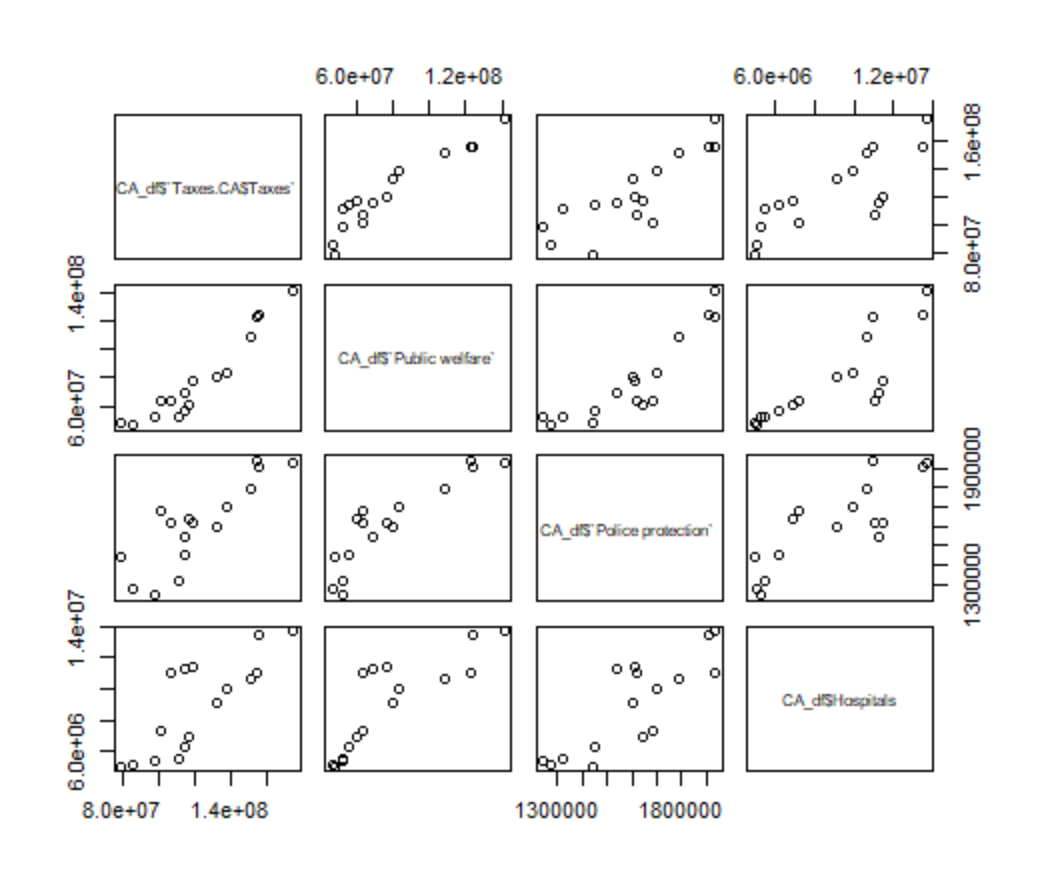 6.0e+07 1.2e+08 6.0e+06 1.2e+07
CA_df$`Taxes.CA$Taxes`
8.0e+07 1.6e+08
6.0e+07 1.4e+08
CA_df$`Public welfare`
CA_df$`Police protection`
1300000 1900000
6.0e+06 1.4e+07
CA_df$Hospitals
8.0e+07 1.4e+08 1300000 1800000